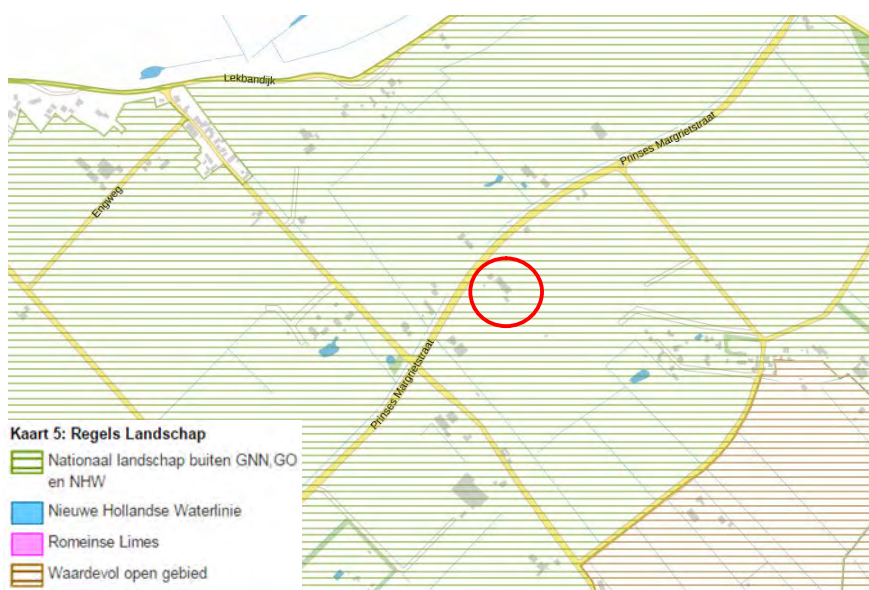 Lekbandijk
Prinses Margrietstraat
Engweg
Prinses Margrietstraat
Kaart 5: Regels Landschap
Nationaal landschap buiten GNN,GO
en NHW
Nieuwe Hollandse Waterlinie
Romeinse Limes
Waardevol open gebied